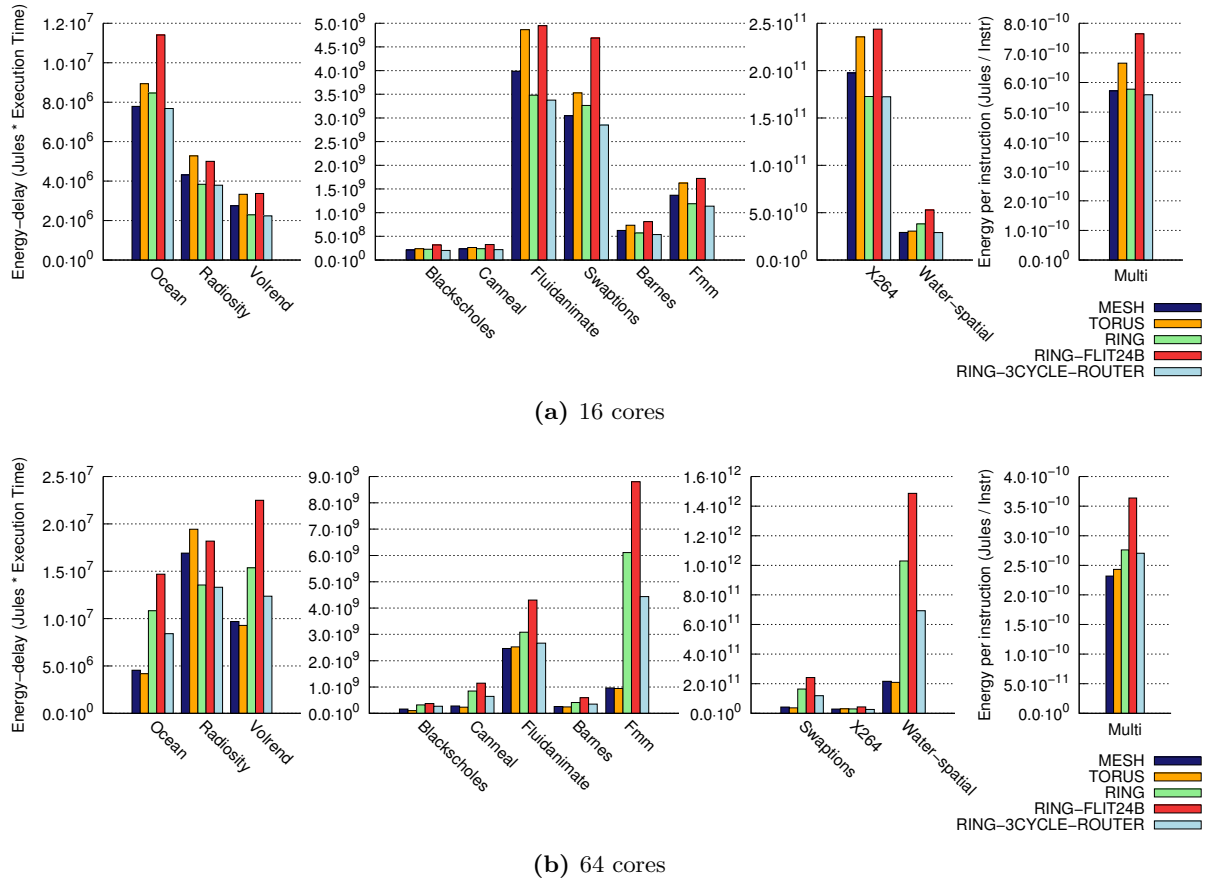 Energy−delay (Jules * Execution Time)
1.2·10^7
1.0·10^7
8.0·10^6
6.0·10^6
4.0·10^6
2.0·10^6
0.0·10^0
Ocean
Radiosity
Volrend
5.0·10^9
4.5·10^9
4.0·10^9
3.5·10^9
3.0·10^9
2.5·10^9
2.0·10^9
1.5·10^9
1.0·10^9
5.0·10^8
0.0·10^0
Blackscholes
Canneal
Fluidanimate
Swaptions
Barnes
Fmm
2.5·10^11
2.0·10^11
1.5·10^11
1.0·10^11
5.0·10^10
0.0·10^0
X264
Water−spatial
Energy per instruction (Jules / Instr)
8.0·10^−10
7.0·10^−10
6.0·10^−10
5.0·10^−10
4.0·10^−10
3.0·10^−10
2.0·10^−10
1.0·10^−10
0.0·10^0
Multi
MESH
TORUS
RING
RING−FLIT24B
RING−3CYCLE−ROUTER
(a) 16 cores
Energy−delay (Jules * Execution Time)
2.5·10^7
2.0·10^7
1.5·10^7
1.0·10^7
5.0·10^6
0.0·10^0
Ocean
Radiosity
Volrend
9.0·10^9
8.0·10^9
7.0·10^9
6.0·10^9
5.0·10^9
4.0·10^9
3.0·10^9
2.0·10^9
1.0·10^9
0.0·10^0
Blackscholes
Canneal
Fluidanimate
Barnes
Fmm
1.6·10^12
1.4·10^12
1.2·10^12
1.0·10^12
8.0·10^11
6.0·10^11
4.0·10^11
2.0·10^11
0.0·10^0
Swaptions
X264
Water−spatial
Energy per instruction (Jules / Instr)
4.0·10^−10
3.5·10^−10
3.0·10^−10
2.5·10^−10
2.0·10^−10
1.5·10^−10
1.0·10^−10
5.0·10^−11
0.0·10^0
Multi
MESH
TORUS
RING
RING−FLIT24B
RING−3CYCLE−ROUTER
(b) 64 cores